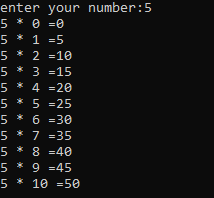 enter your number:5
5 * 0 =0
5 * 1 =5
5 * 2 =10
5 * 3 =15
5 * 4 =20
5 * 5 =25
5 * 6 =30
5 * 7 =35
5 * 8 =40
5 * 9 =45
5 * 10 =50